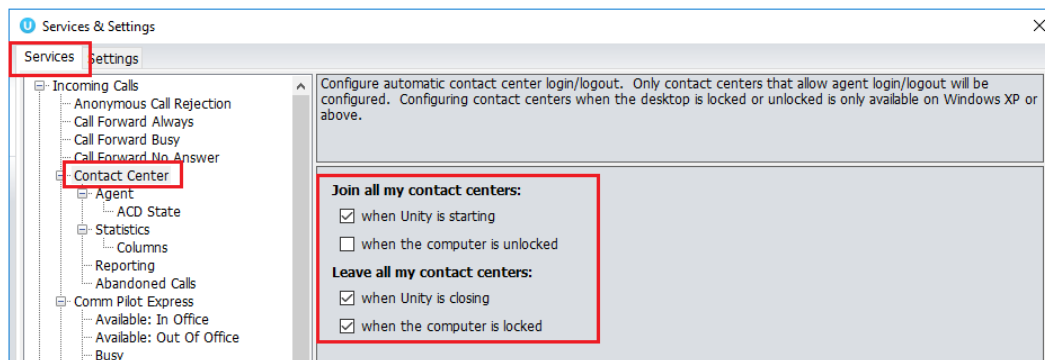 Services & Settings
Services Settings
Incoming Calls
Anonymous Call Rejection
Call Forward Always
Call Forward Busy
Call Forward No Answer
Contact Center
Agent
ACD State
Statistics
Columns
Reporting
Abandoned Calls
Comm Pilot Express
Available: In Office
Available: Out Of Office
Busy
Configure automatic contact center login/logout. Only contact centers that allow agent login/logout will be
configured. Configuring contact centers when the desktop is locked or unlocked is only available on Windows XP or
above.
Join all my contact centers:
when Unity is starting
when the computer is unlocked
Leave all my contact centers:
when Unity is closing
when the computer is locked